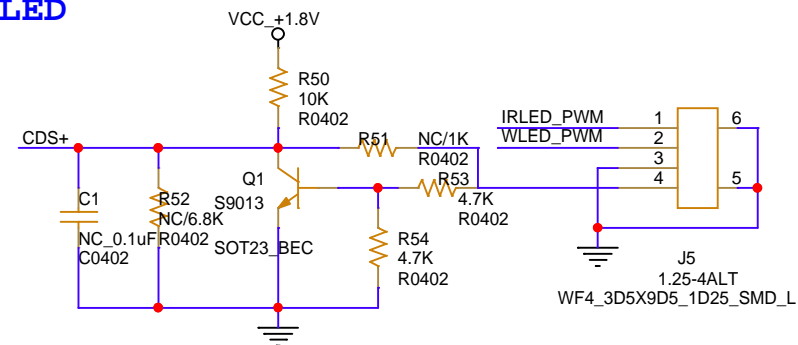 LED
VCC_+1.8V
R50
10K
R0402
CDS+
R51
NC/1K
R0402
IRLED_PWM
WLED_PWM
1
2
3
4
6
5
Q1
S9013
SOT23_BEC
R53
4.7K
R0402
C1
NC_0.1uF
C0402
R52
NC/6.8K
R0402
R54
4.7K
R0402
J5
1.25-4ALT
WF4_3D5X9D5_1D25_SMD_L